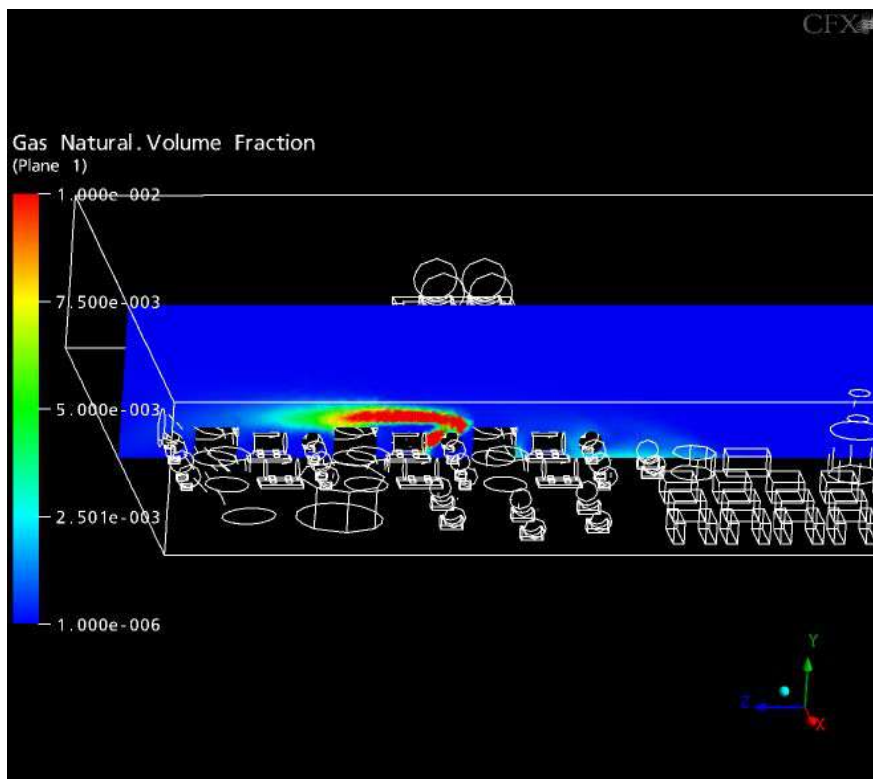 CFX
Gas Natural.Volume Fraction
(Plane 1)
1.000e-002
7.500e-003
5.000e-003
2.501e-003
1.000e-006
Y
Z
X